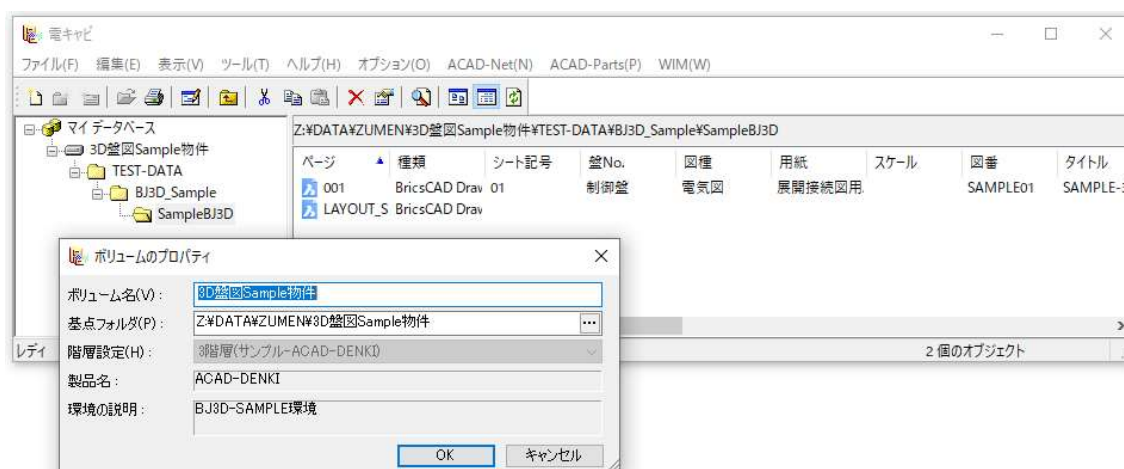 電キャビ
ファイル(F) 編集(E) 表示(V) ツール(T) ヘルプ(H) オプション(O) ACAD-Net(N) ACAD-Parts(P) WIM(W)
マイ データベース
3D盤図Sample物件
TEST-DATA
BJ3D_Sample
SampleBJ3D
Z:¥DATA¥ZUMEN¥3D盤図Sample物件¥TEST-DATA¥BJ3D_Sample¥SampleBJ3D
ページ 種類 シート記号 盤No. 図種 用紙 スケール 図番 タイトル
001 BricsCAD Drav 01 制御盤 電気図 展開接続図用 SAMPLE01 SAMPLE-
LAYOUT_S BricsCAD Drav
ボリュームのプロパティ
ボリューム名(V)： 3D盤図Sample物件
基点フォルダ(P)： Z:¥DATA¥ZUMEN¥3D盤図Sample物件 ...
階層設定(H)： 3階層(サンプル-ACAD-DENKI)
製品名： ACAD-DENKI
環境の説明： BJ3D-SAMPLE環境
OK キャンセル
レディ 2 個のオブジェクト